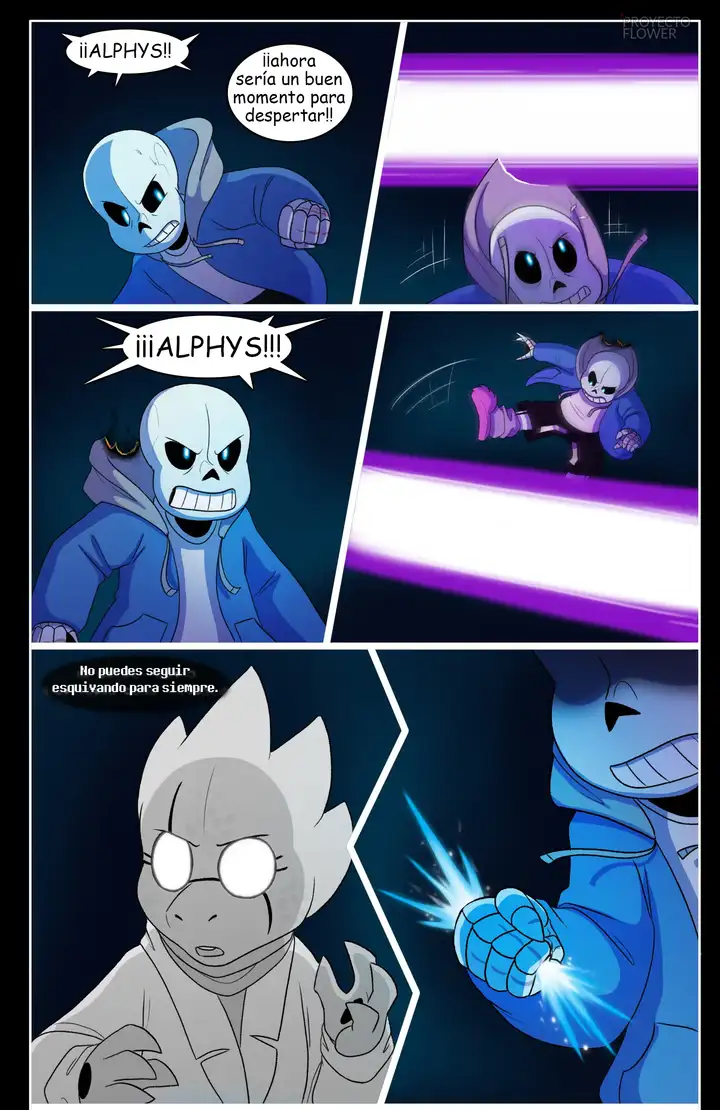 ¡¡ALPHYS!!
¡¡ahora
sería un buen
momento para
despertar!!
PROYECTO
FLOWER
¡¡¡ALPHYS!!!
No puedes seguir
esquivando para siempre.